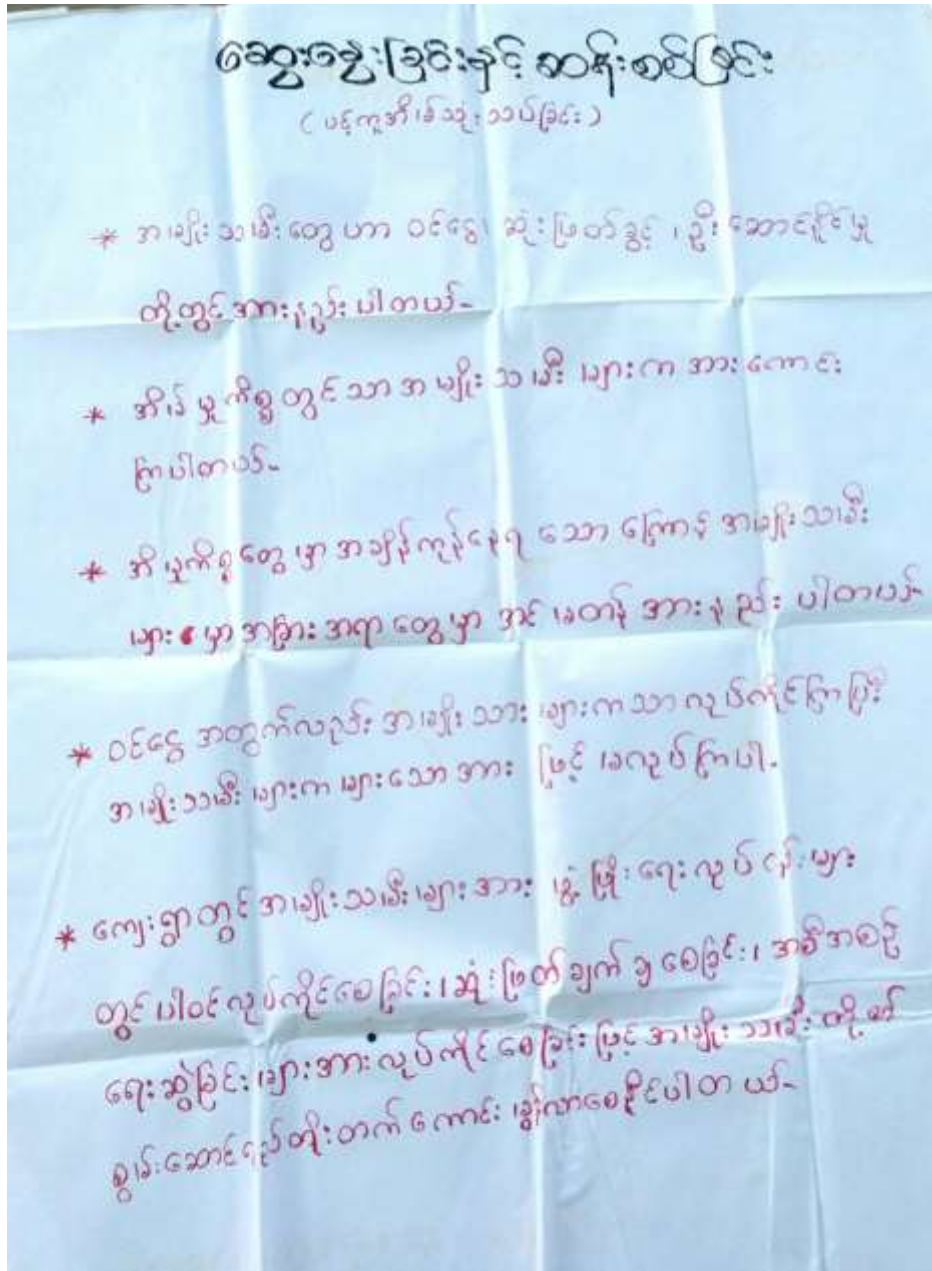 ဆွေးနွေးခြင်းနှင့် ဆန်းစစ်ခြင်း
(ပင့်ကူအိမ်သုံးသပ်ခြင်း)
* အမျိုးသမီးတွေဟာ ဝင်ငွေ၊ ဆုံးဖြတ်ခွင့်၊ ဦးဆောင်နိုင်မှု
တို့တွင်အားနည်းပါတယ်-
* အိမ်မှုကိစ္စတွင်သာ အမျိုးသမီးများက အားကောင်း
ကြပါတယ်-
* အိမှုကိစ္စတွေမှာ အချိန်ကုန်နေရသောကြောင့် အမျိုးသမီး
များမှာ အခြားအရာတွေမှာ အင်မတန် အားနည်းပါတယ်-
* ဝင်ငွေအတွက်လည်း အမျိုးသားများကသာ လုပ်ကိုင်ကြပြီး
အမျိုးသမီးများက များသောအားဖြင့် မလုပ်ကြပါ-
* ကျေးရွာတွင် အမျိုးသမီးများအား ဖွံ့ဖြိုးရေးလုပ်ငန်းများ
တွင် ပါဝင်လုပ်ကိုင်စေခြင်း၊ ဆုံးဖြတ်ချက်ချစေခြင်း၊ အစီအစဉ်
ရေးဆွဲခြင်းများအား လုပ်ကိုင်စေခြင်းဖြင့် အမျိုးသမီးတို့၏
စွမ်းဆောင်ရည်တိုးတက်ကောင်းမွန်လာစေနိုင်ပါတယ်-